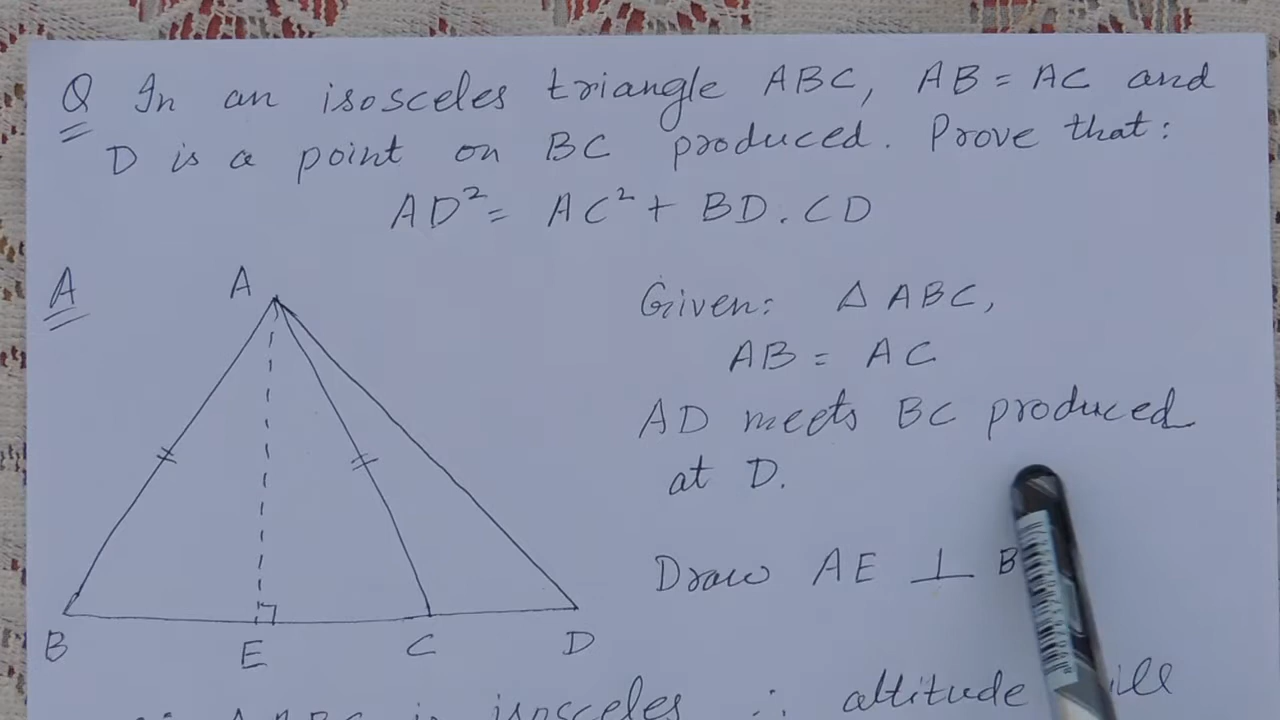 Q In an isosceles triangle ABC, AB = AC and
D is a point on BC produced. Prove that:
AD² = AC² + BD . CD
A
A
Given: △ ABC,
AB = AC
AD meets BC produced
at D.
Draw AE ⊥ B
B
E
C
D
isosceles ∴ altitude